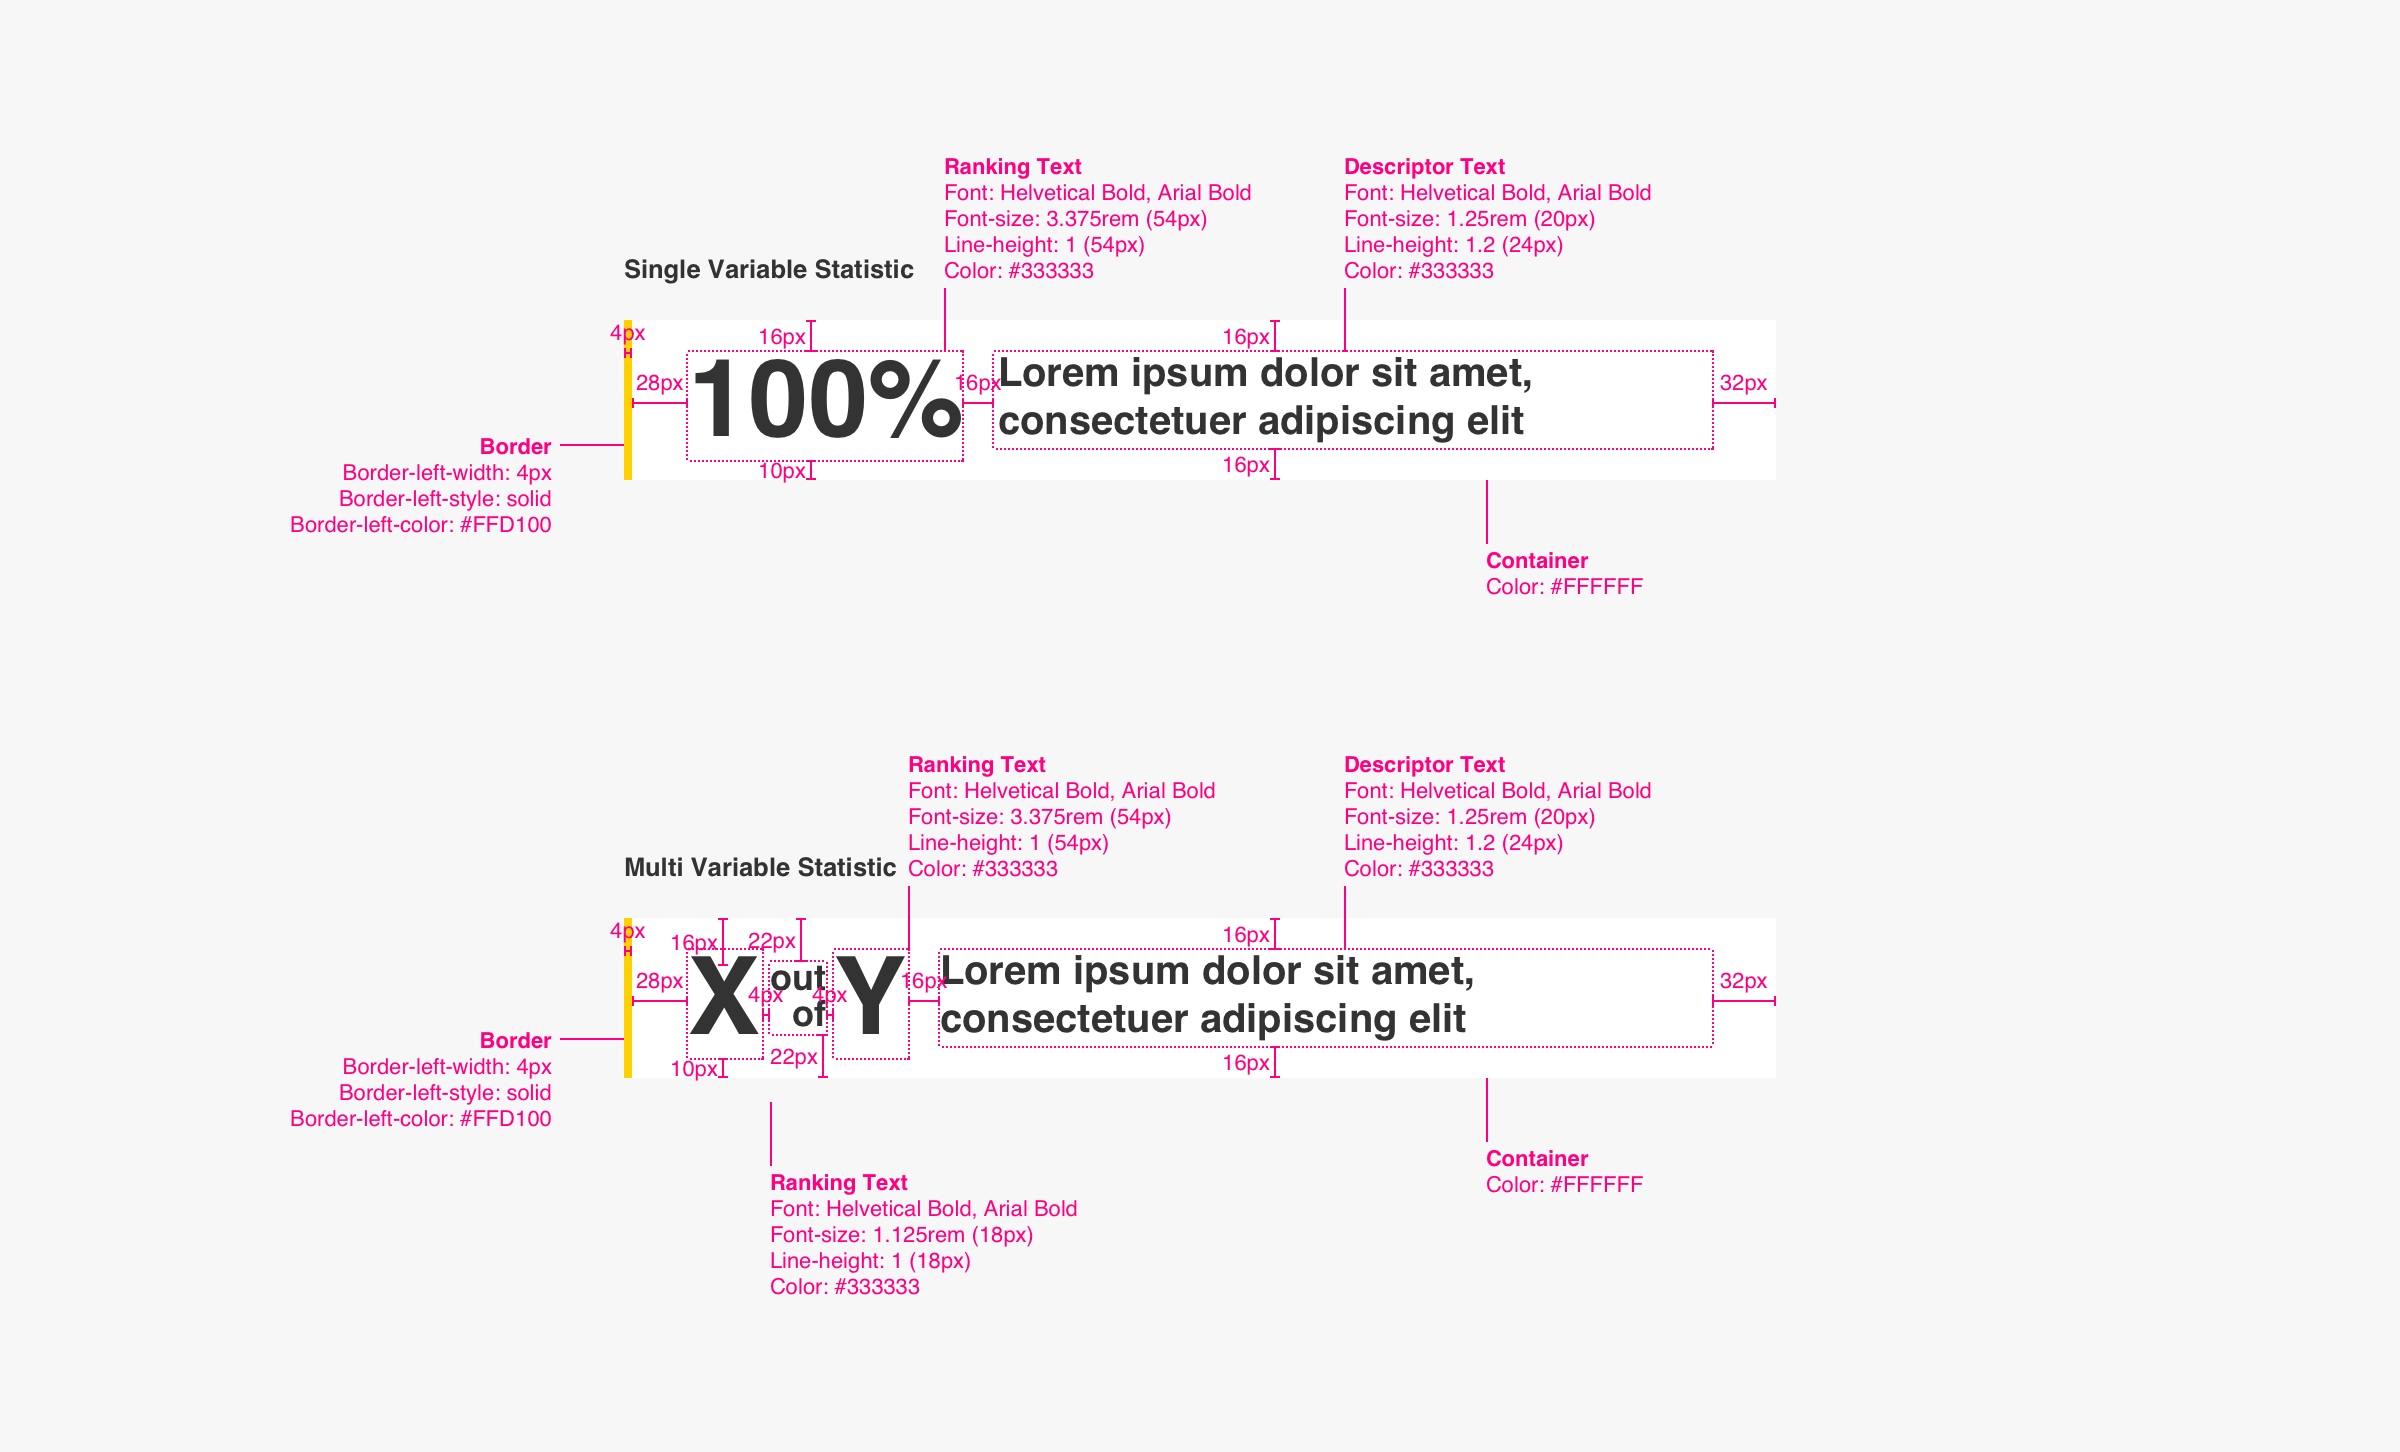 Ranking Text
Font: Helvetical Bold, Arial Bold
Font-size: 3.375rem (54px)
Line-height: 1 (54px)
Color: #333333
Descriptor Text
Font: Helvetical Bold, Arial Bold
Font-size: 1.25rem (20px)
Line-height: 1.2 (24px)
Color: #333333
Single Variable Statistic
4px
16px
16px
28px
100%
16px
Lorem ipsum dolor sit amet,
consectetuer adipiscing elit
32px
10px
16px
Border
Border-left-width: 4px
Border-left-style: solid
Border-left-color: #FFD100
Container
Color: #FFFFFF
Ranking Text
Font: Helvetical Bold, Arial Bold
Font-size: 3.375rem (54px)
Line-height: 1 (54px)
Color: #333333
Descriptor Text
Font: Helvetical Bold, Arial Bold
Font-size: 1.25rem (20px)
Line-height: 1.2 (24px)
Color: #333333
Multi Variable Statistic
4px
16px
22px
16px
28px
X
4px
out
of
4px
Y
16px
Lorem ipsum dolor sit amet,
consectetuer adipiscing elit
32px
10px
22px
16px
Border
Border-left-width: 4px
Border-left-style: solid
Border-left-color: #FFD100
Ranking Text
Font: Helvetical Bold, Arial Bold
Font-size: 1.125rem (18px)
Line-height: 1 (18px)
Color: #333333
Container
Color: #FFFFFF